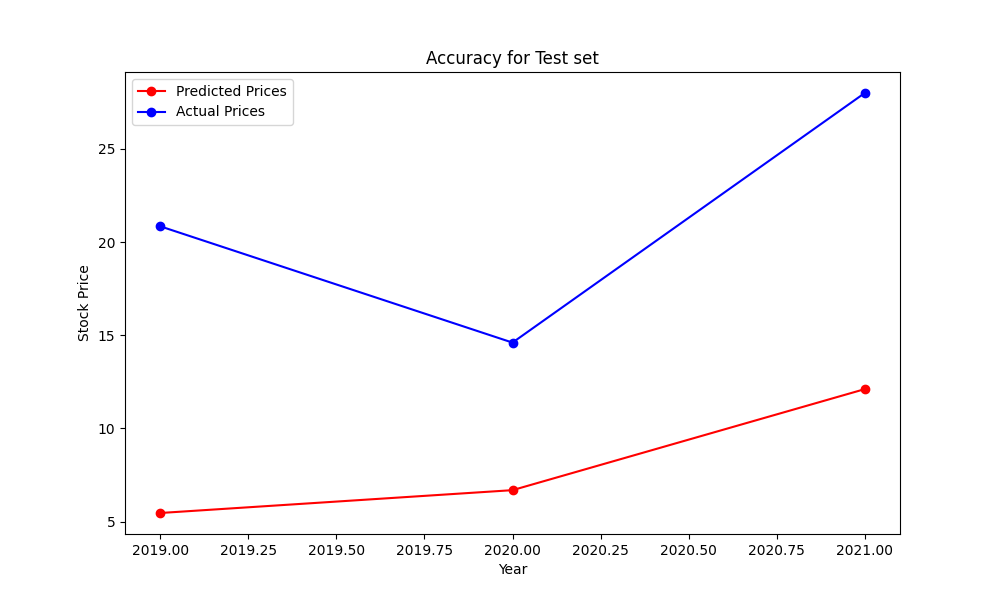 Accuracy for Test set
Predicted Prices
Actual Prices
Stock Price
25
20
15
10
5
2019.00 2019.25 2019.50 2019.75 2020.00 2020.25 2020.50 2020.75 2021.00
Year